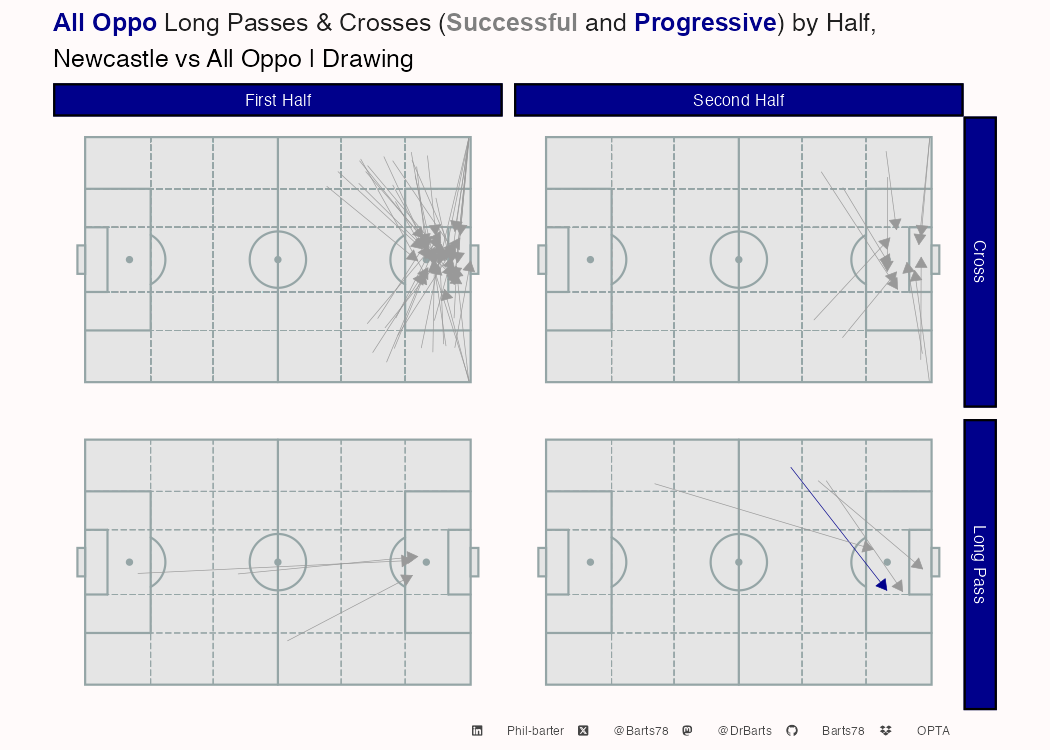 All Oppo Long Passes & Crosses (Successful and Progressive) by Half,
Newcastle vs All Oppo | Drawing
First Half
Second Half
Cross
Long Pass
Phil-barter @Barts78 @DrBarts Barts78 OPTA